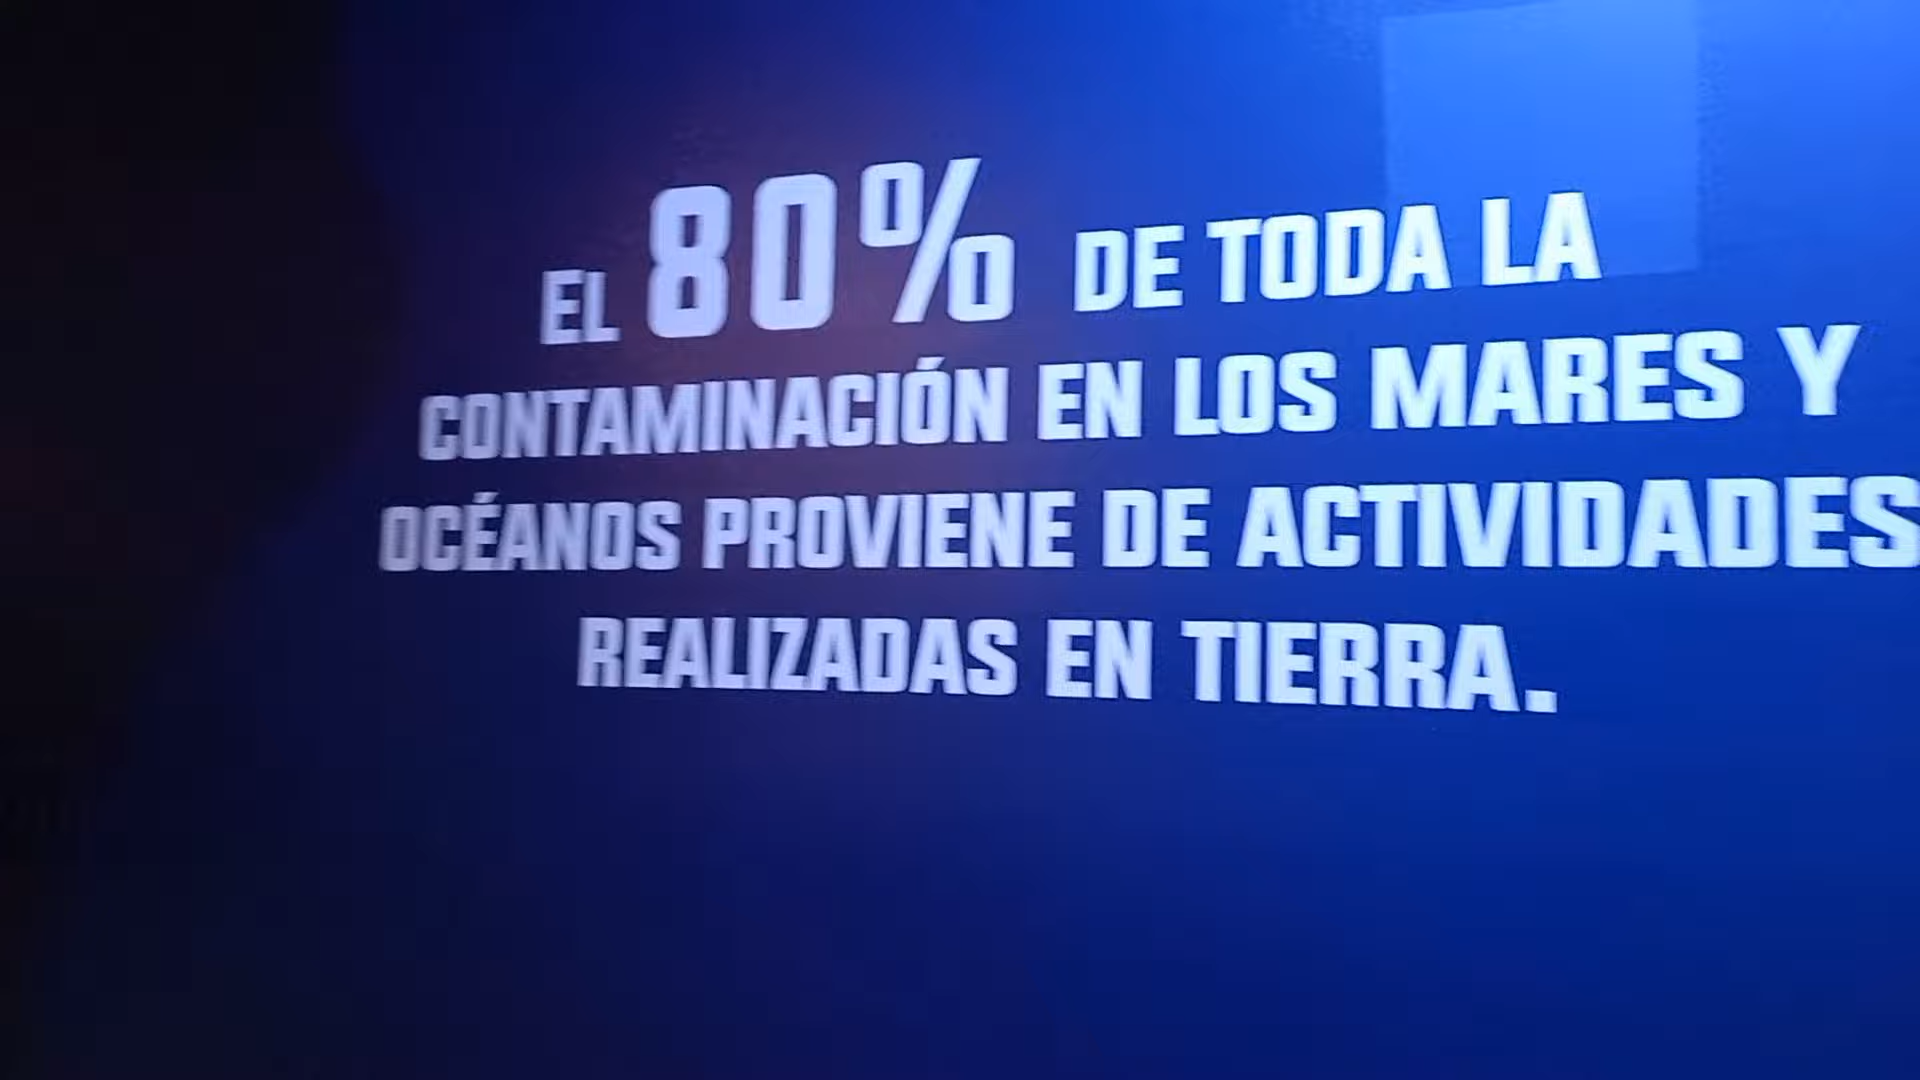 EL 80% DE TODA LA
CONTAMINACIÓN EN LOS MARES Y
OCÉANOS PROVIENE DE ACTIVIDADES
REALIZADAS EN TIERRA.